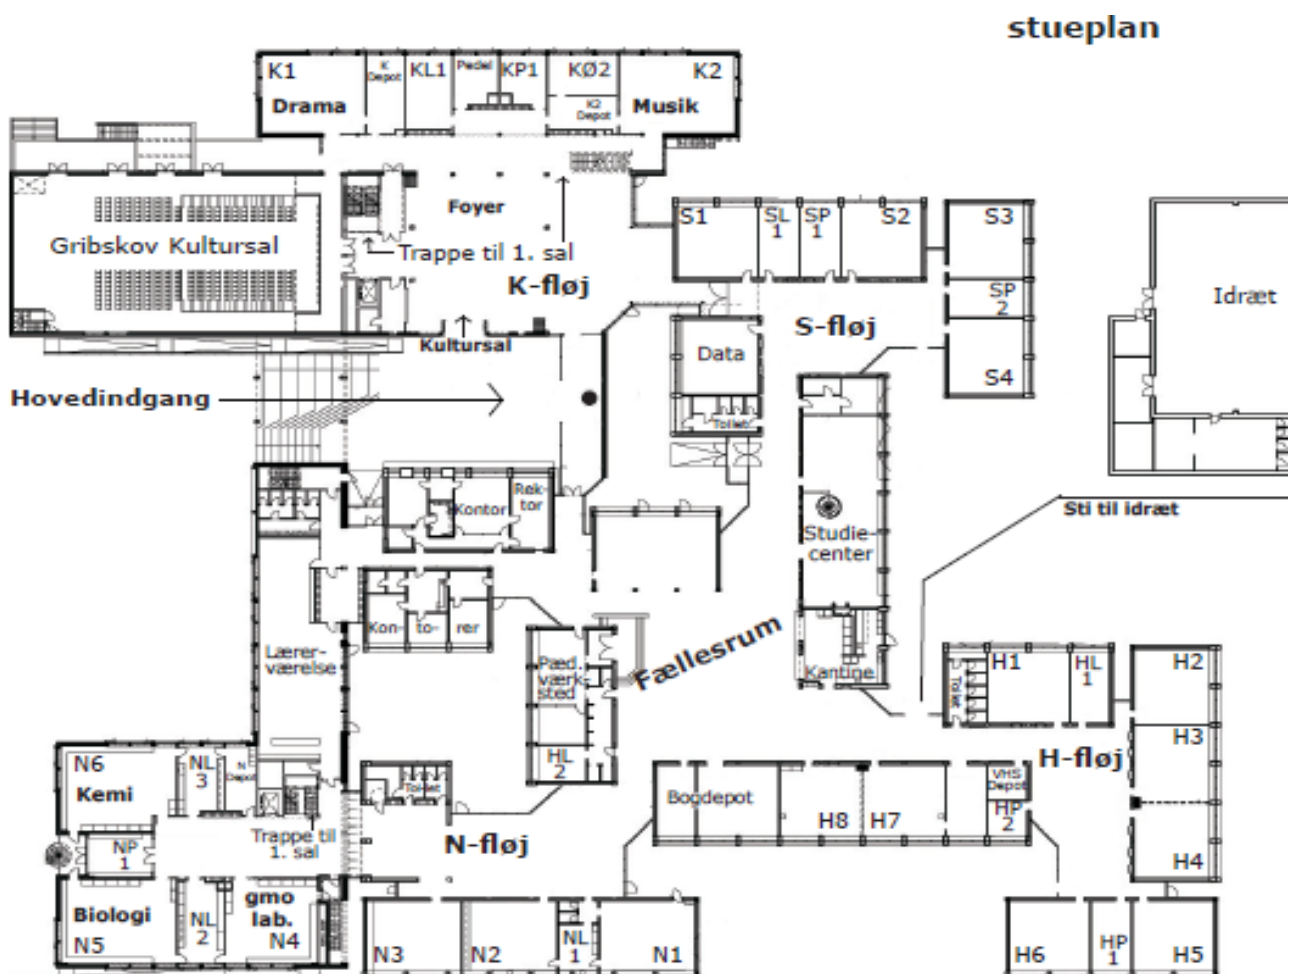 stueplan
K1
K
Depot
KL1
Pedel
KP1
KØ2
K2
Drama
K2
Depot
Musik
Foyer
Gribskov Kultursal
Trappe til 1. sal
K-fløj
Kultursal
Hovedindgang
S1
SL
1
SP
1
S2
S3
SP
2
S4
S-fløj
Data
Toilet
Idræt
Sti til idræt
Rek-
tor
Kontor
Studie-
center
Kon-
to-
rer
Lærer-
værelse
Pæd.
værk-
sted
HL
2
Fællesrum
Kantine
Toilet
H1
HL
1
H2
H3
H4
H-fløj
N6
Kemi
NL
3
N
Depot
Toilet
Trappe til
1. sal
NP
1
N-fløj
Bogdepot
H8
H7
VHS
Depot
HP
2
Biologi
N5
NL
2
gmo
lab.
N4
N3
N2
NL
1
N1
H6
HP
1
H5